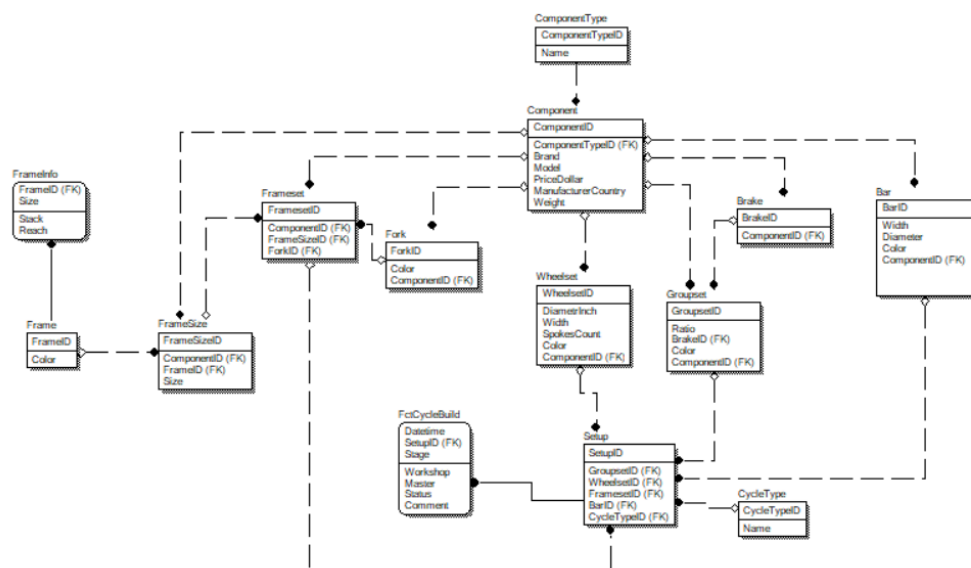 ComponentType
ComponentTypeID
Name
Component
ComponentID
ComponentTypeID (FK)
Brand
Model
PriceDollar
ManufacturerCountry
Weight
FrameInfo
FrameID (FK)
Size
Stack
Reach
Frameset
FramesetID
ComponentID (FK)
FrameSizeID (FK)
ForkID (FK)
Fork
ForkID
Color
ComponentID (FK)
Brake
BrakeID
ComponentID (FK)
Bar
BarID
Width
Diameter
Color
ComponentID (FK)
Wheelset
WheelsetID
DiametrInch
Width
SpokesCount
Color
ComponentID (FK)
Groupset
GroupsetID
Ratio
BrakeID (FK)
Color
ComponentID (FK)
Frame
FrameID
Color
FrameSize
FrameSizeID
ComponentID (FK)
FrameID (FK)
Size
FctCycleBuild
Datetime
SetupID (FK)
Stage
Workshop
Master
Status
Comment
Setup
SetupID
GroupsetID (FK)
WheelsetID (FK)
FramesetID (FK)
BarID (FK)
CycleTypeID (FK)
CycleType
CycleTypeID
Name